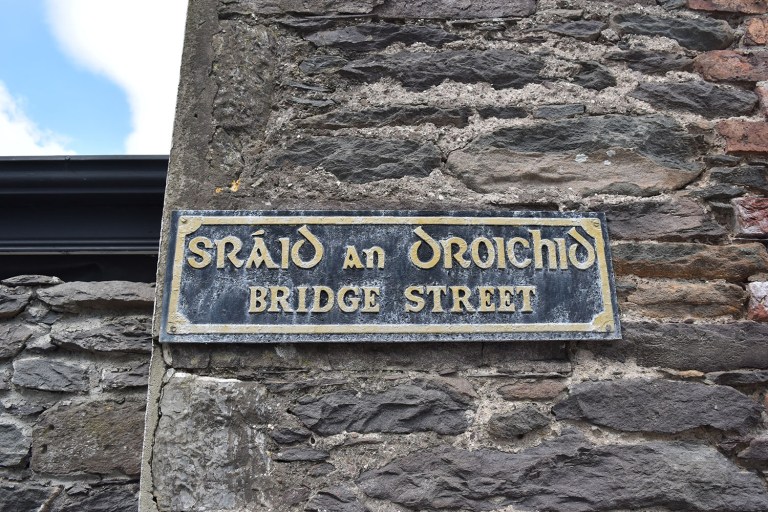 Sráid an Droichid
BRIDGE STREET